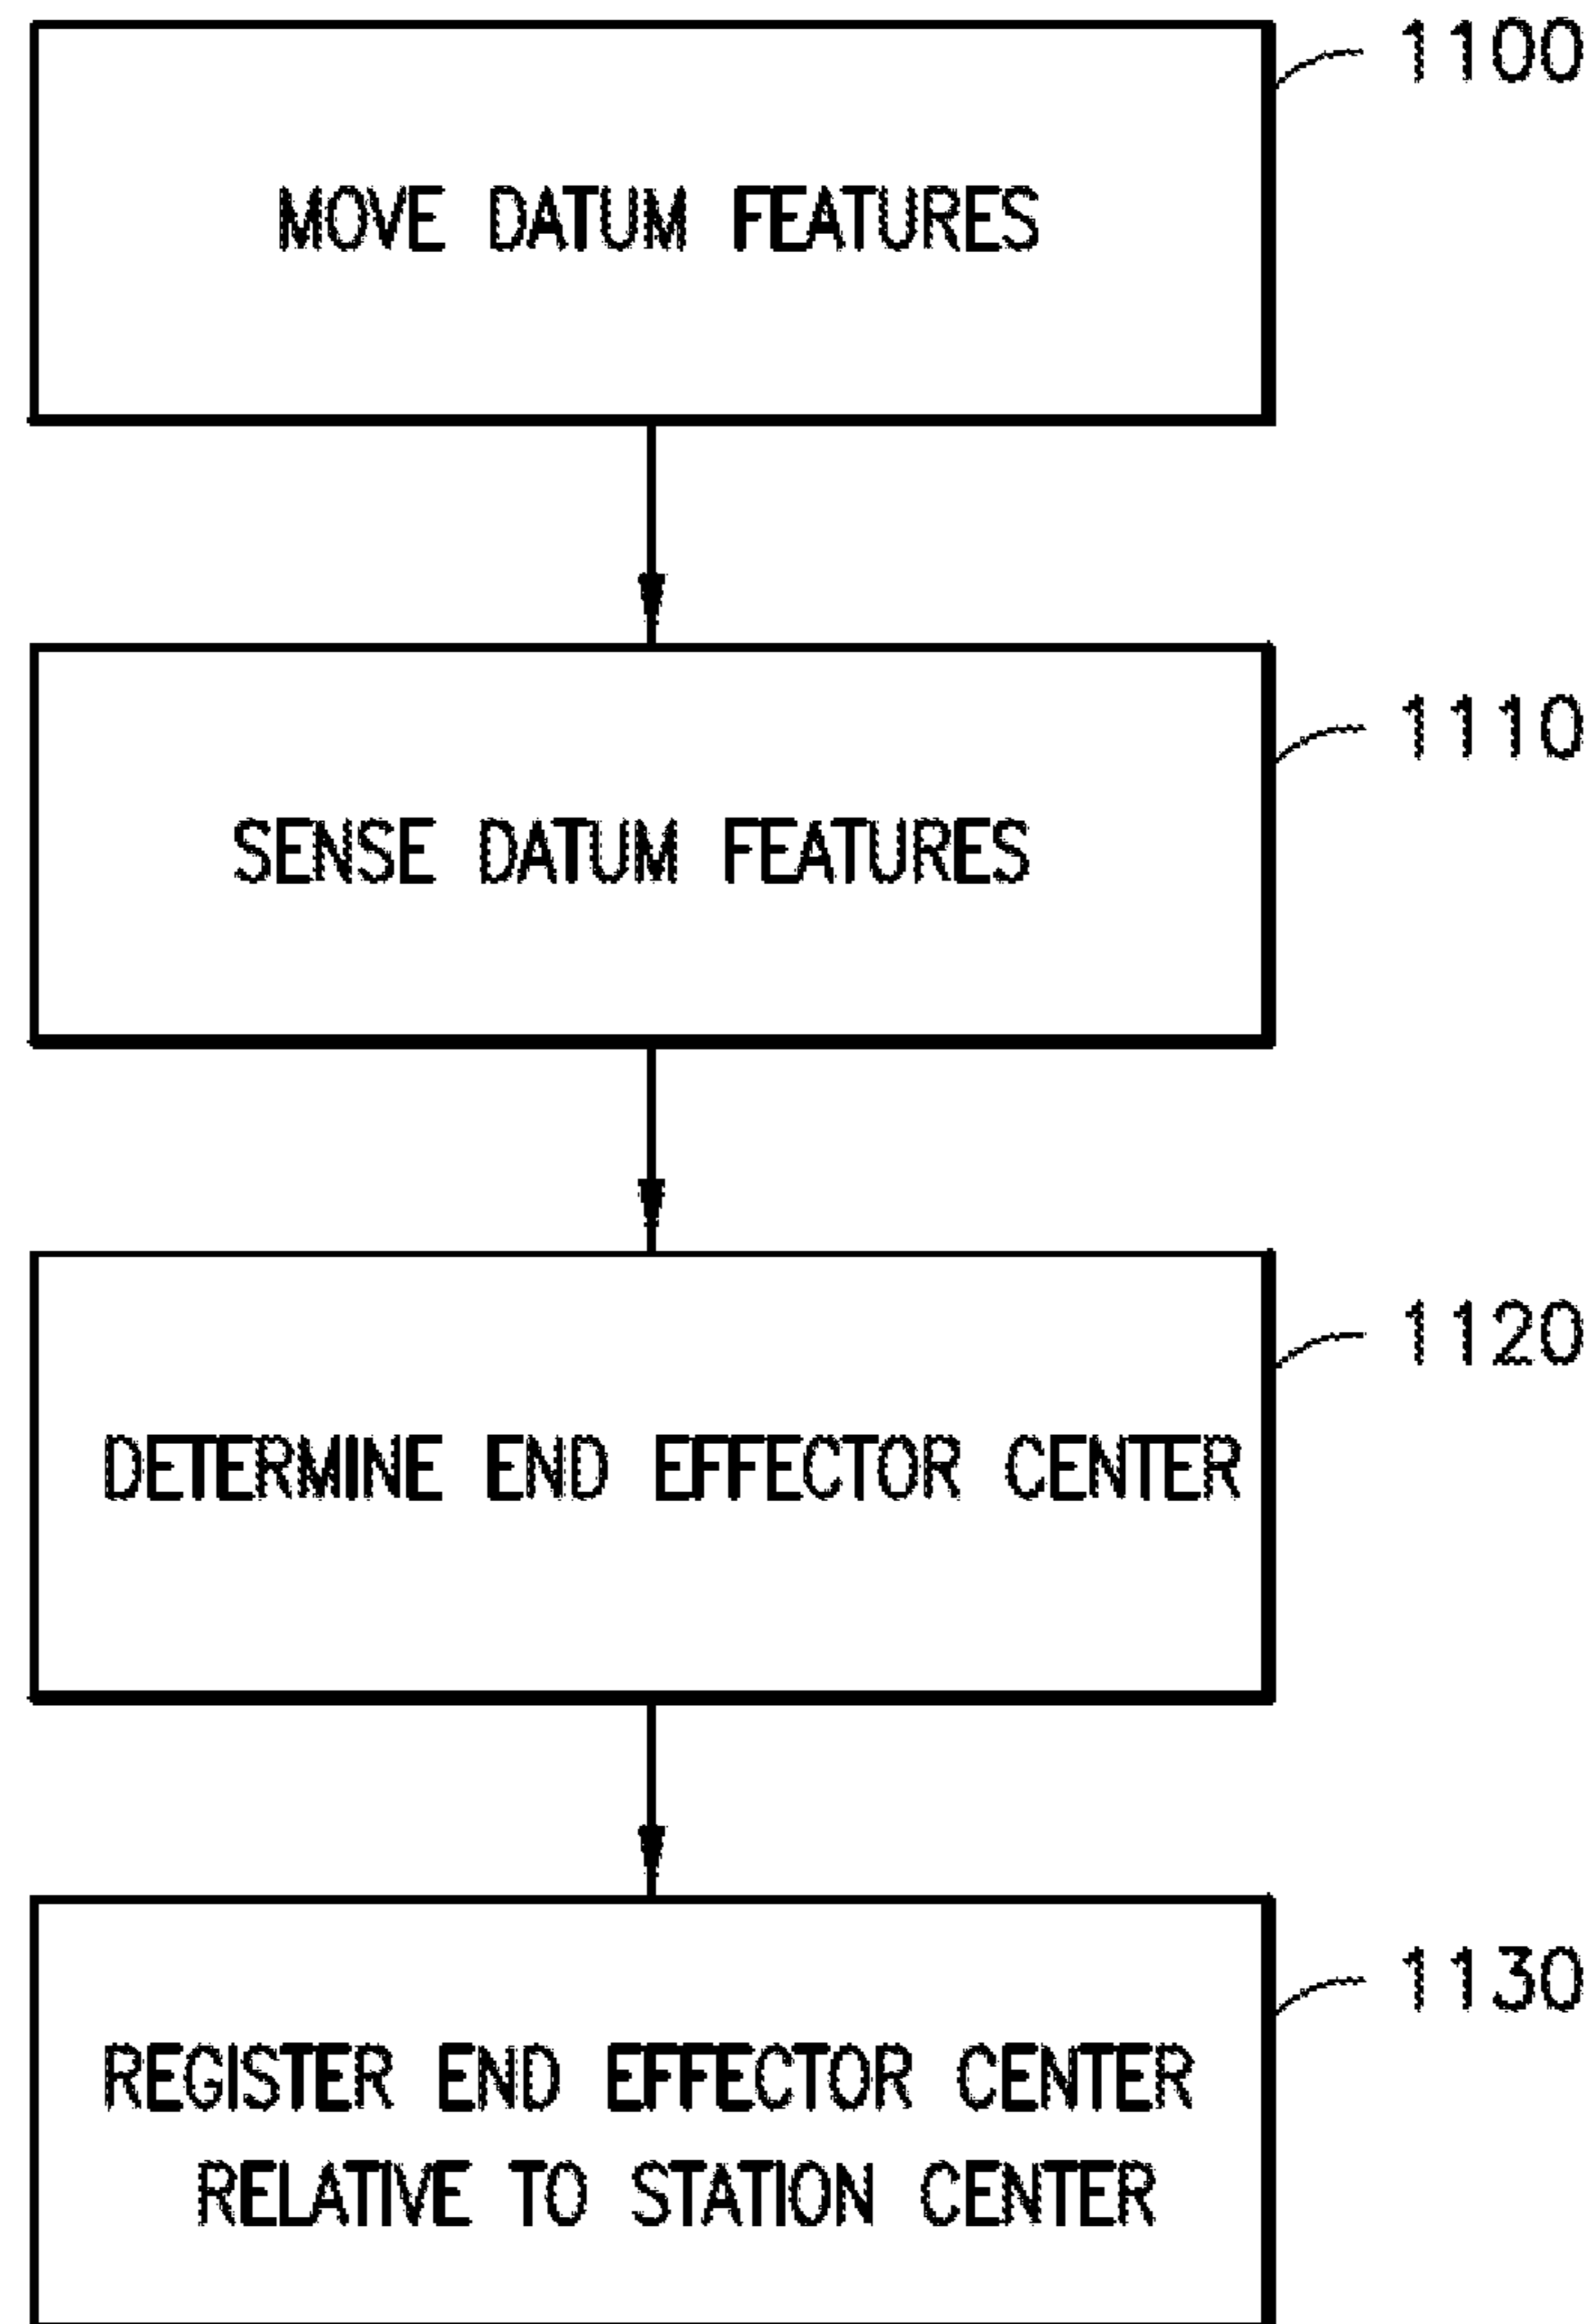 1100
MOVE DATUM FEATURES
1110
SENSE DATUM FEATURES
1120
DETERMINE END EFFECTOR CENTER
1130
REGISTER END EFFECTOR CENTER
RELATIVE TO STATION CENTER